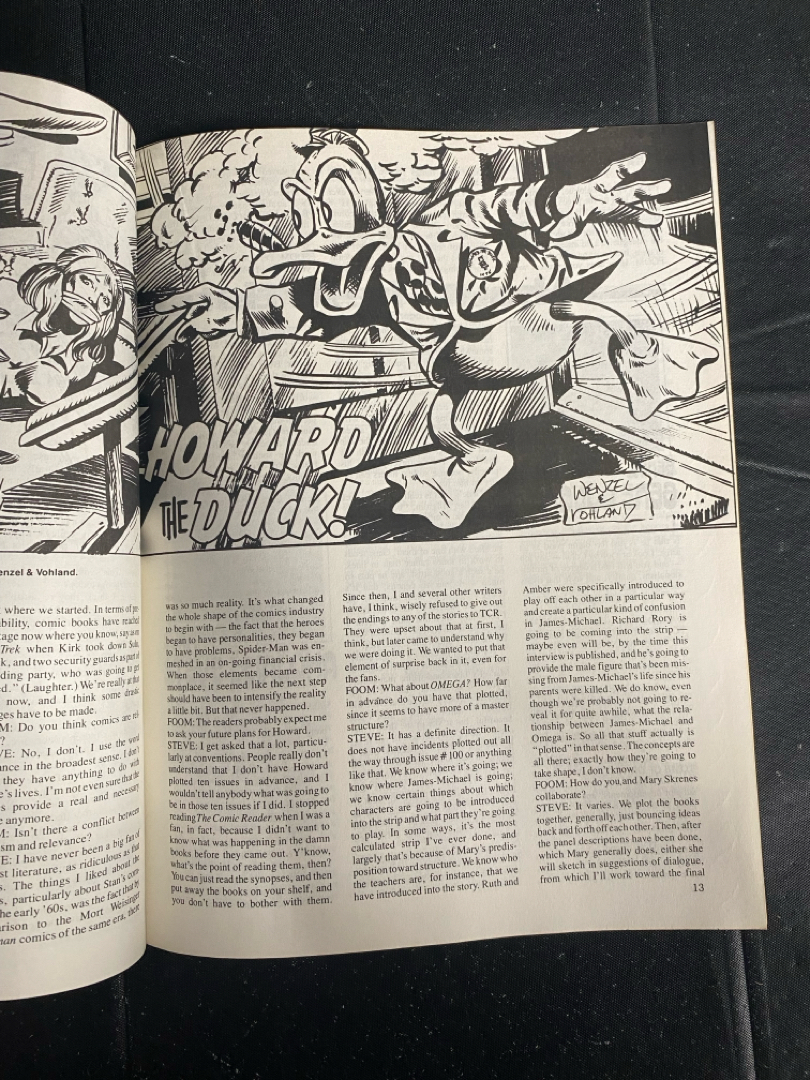 HOWARD
THE DUCK!
WENZEL
&
VOHLAND
enzel & Vohland.
where we started. In terms of
bility, comic books have reached
age now where you know, say as
Trek when Kirk took down
k, and two security guards as part of
ding party, who was going to
d." (Laughter.) We're really at
now, and I think some
ges have to be made.
M: Do you think comics are
?
VE: No, I don't. I use the word
ance in the broadest sense. I don't
they have anything to do with
e's lives. I'm not even sure that
s provide a real and necessary
e anymore.
M: Isn't there a conflict between
sm and relevance?
E: I have never been a big fan of
st literature, as ridiculous as that
s. The things I liked about the
s, particularly about Stan's
he early '60s, was the fact that by
arison to the Mort Weisinger
man comics of the same era, there
was so much reality. It's what changed
the whole shape of the comics industry
to begin with — the fact that the heroes
began to have personalities, they began
to have problems, Spider-Man was en-
meshed in an on-going financial crisis.
When those elements became com-
monplace, it seemed like the next step
should have been to intensify the reality
a little bit. But that never happened.
FOOM: The readers probably expect me
to ask your future plans for Howard.
STEVE: I get asked that a lot, particu-
larly at conventions. People really don't
understand that I don't have Howard
plotted ten issues in advance, and I
wouldn't tell anybody what was going to
be in those ten issues if I did. I stopped
reading The Comic Reader when I was a
fan, in fact, because I didn't want to
know what was happening in the damn
books before they came out. Y'know,
what's the point of reading them, then?
You can just read the synopses, and then
put away the books on your shelf, and
you don't have to bother with them.
Since then, I and several other writers
have, I think, wisely refused to give out
the endings to any of the stories to TCR.
They were upset about that at first, I
think, but later came to understand why
we were doing it. We wanted to put that
element of surprise back in it, even for
the fans.
FOOM: What about OMEGA? How far
in advance do you have that plotted,
since it seems to have more of a master
structure?
STEVE: It has a definite direction. It
does not have incidents plotted out all
the way through issue #100 or anything
like that. We know where it's going; we
know where James-Michael is going;
we know certain things about which
characters are going to be introduced
into the strip and what part they're going
to play. In some ways, it's the most
calculated strip I've ever done, and
largely that's because of Mary's predis-
position toward structure. We know who
the teachers are, for instance, that we
have introduced into the story. Ruth and
Amber were specifically introduced to
play off each other in a particular way
and create a particular kind of confusion
in James-Michael. Richard Rory is
going to be coming into the strip —
maybe even will be, by the time this
interview is published, and he's going to
provide the male figure that's been mis-
sing from James-Michael's life since his
parents were killed. We do know, even
though we're probably not going to re-
veal it for quite awhile, what the rela-
tionship between James-Michael and
Omega is. So all that stuff actually is
"plotted" in that sense. The concepts are
all there; exactly how they're going to
take shape, I don't know.
FOOM: How do you and Mary Skrenes
collaborate?
STEVE: It varies. We plot the books
together, generally, just bouncing ideas
back and forth off each other. Then, after
the panel descriptions have been done,
which Mary generally does, either she
will sketch in suggestions of dialogue,
from which I'll work toward the final
13